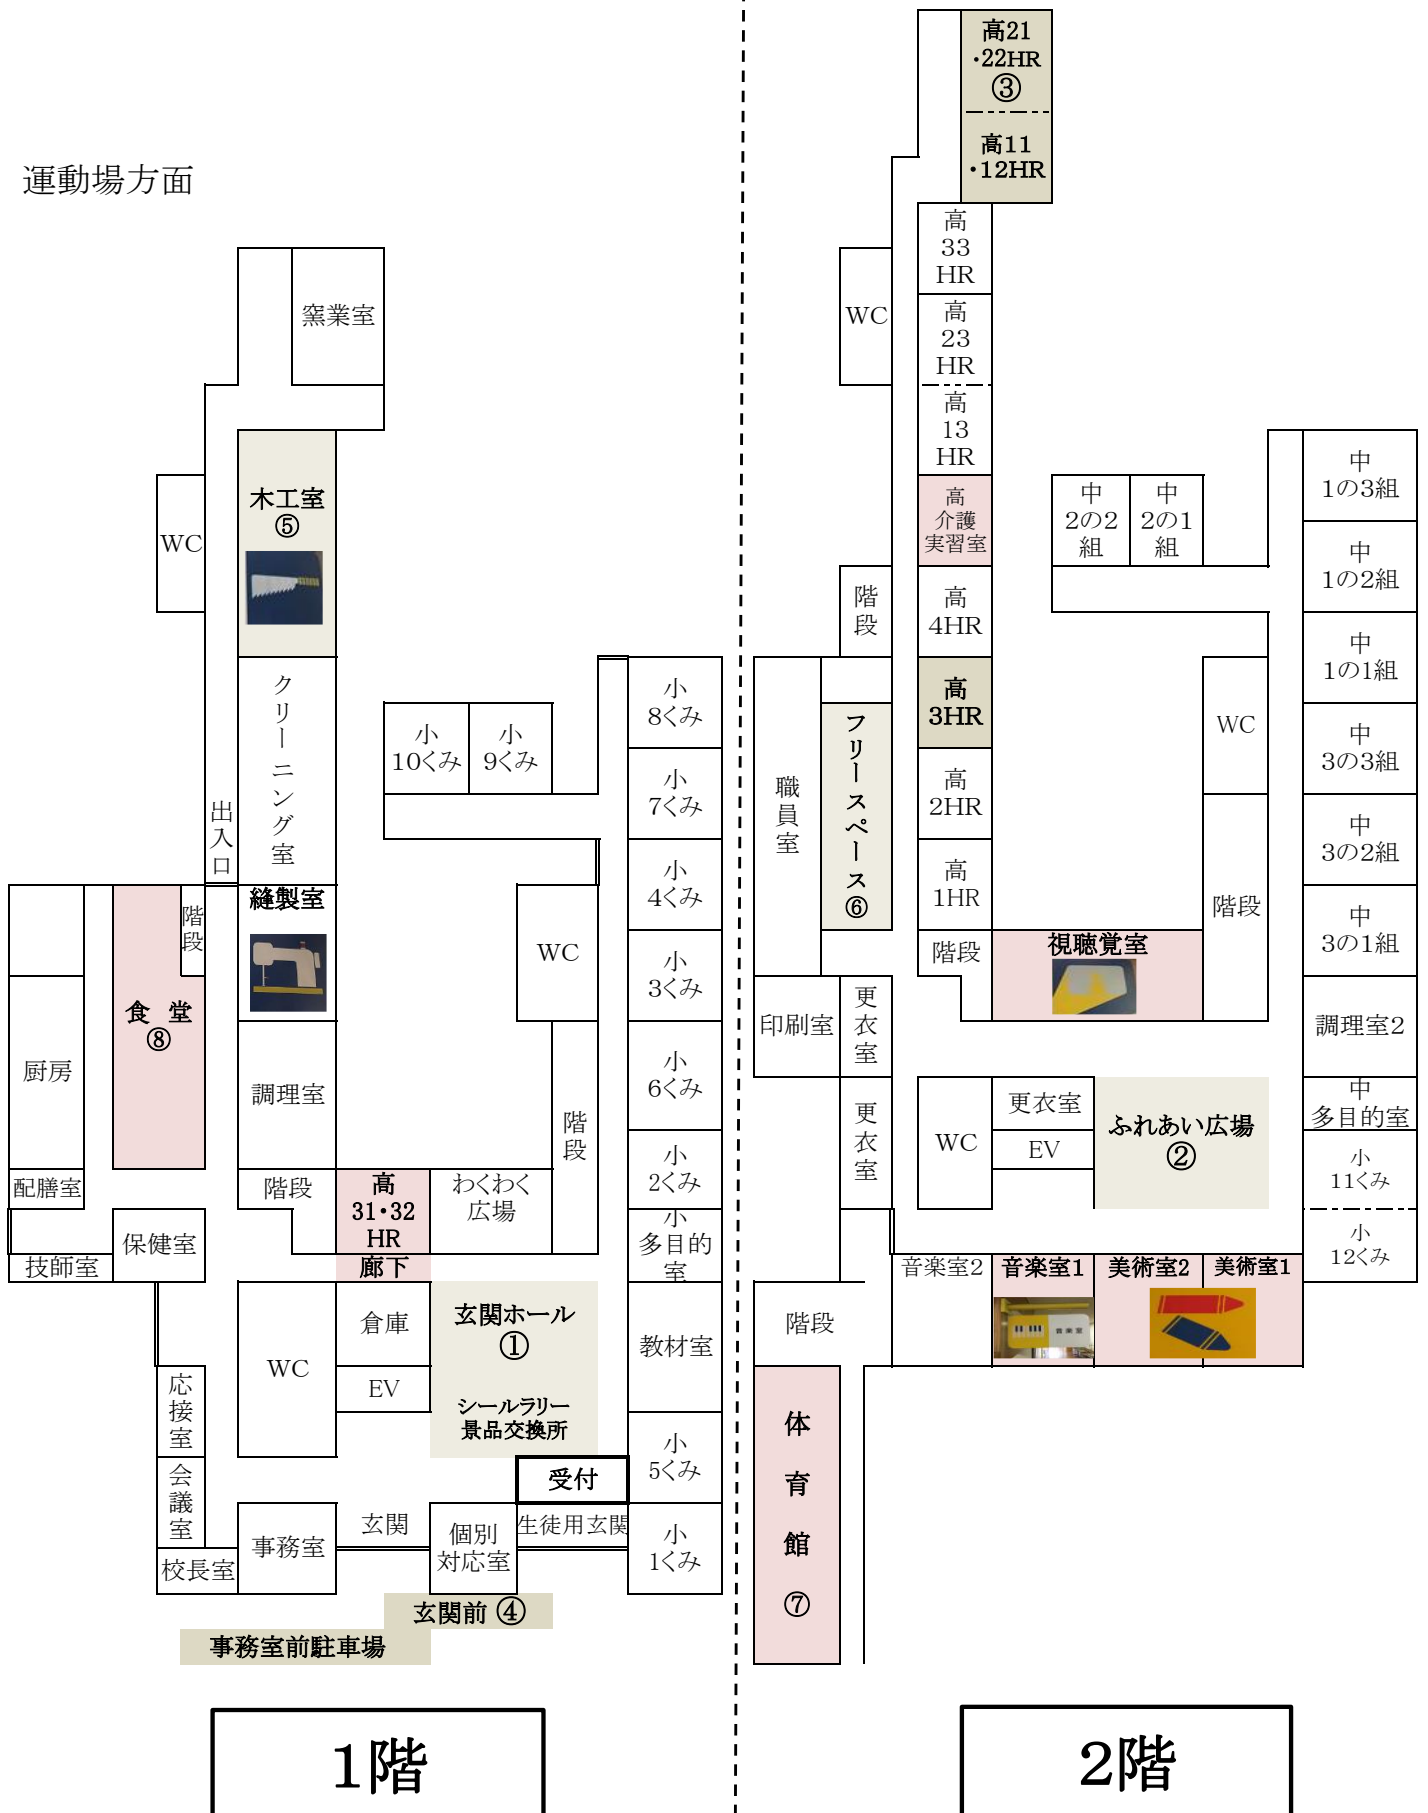 運動場方面
窯業室
木工室
⑤
WC
クリーニング室
出入口
小
10くみ
小
9くみ
小
8くみ
小
7くみ
小
4くみ
小
3くみ
小
6くみ
小
2くみ
小
多目的
室
教材室
小
5くみ
小
1くみ
縫製室
階段
食 堂
⑧
厨房
配膳室
技師室
保健室
調理室
階段
WC
階段
高
31・32
HR
廊下
わくわく
広場
倉庫
EV
WC
玄関ホール
①
シールラリー
景品交換所
受付
応接室
会議室
校長室
事務室
玄関
個別
対応室
生徒用玄関
玄関前 ④
事務室前駐車場
1階
高21
・22HR
③
高11
・12HR
高
33
HR
高
23
HR
高
13
HR
WC
高
介護
実習室
高
4HR
高
3HR
高
2HR
高
1HR
階段
階段
職員室
フリースペース⑥
印刷室
更衣室
更衣室
中
2の2
組
中
2の1
組
中
1の3組
中
1の2組
中
1の1組
中
3の3組
中
3の2組
中
3の1組
調理室2
中
多目的室
小
11くみ
小
12くみ
WC
階段
視聴覚室
WC
更衣室
EV
ふれあい広場
②
音楽室2
音楽室1
音楽室
美術室2
美術室1
階段
体育館⑦
2階